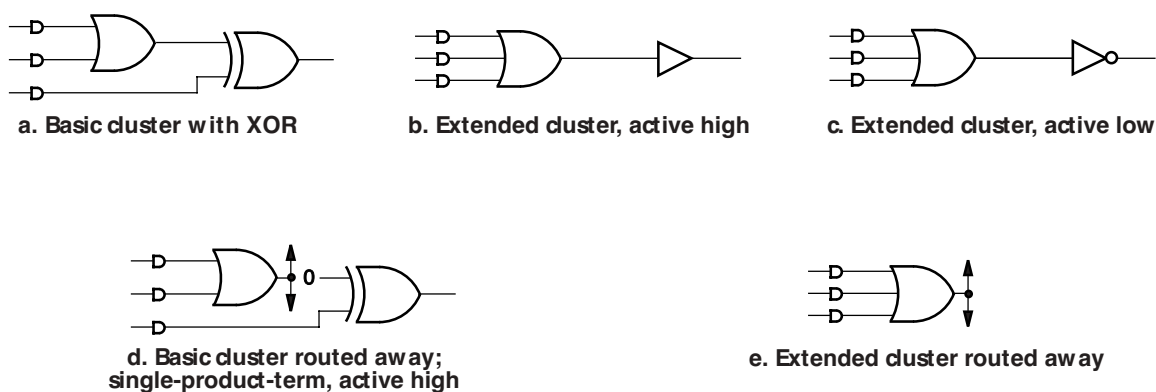 a. Basic cluster with XOR
b. Extended cluster, active high
c. Extended cluster, active low
0
d. Basic cluster routed away;
single-product-term, active high
e. Extended cluster routed away